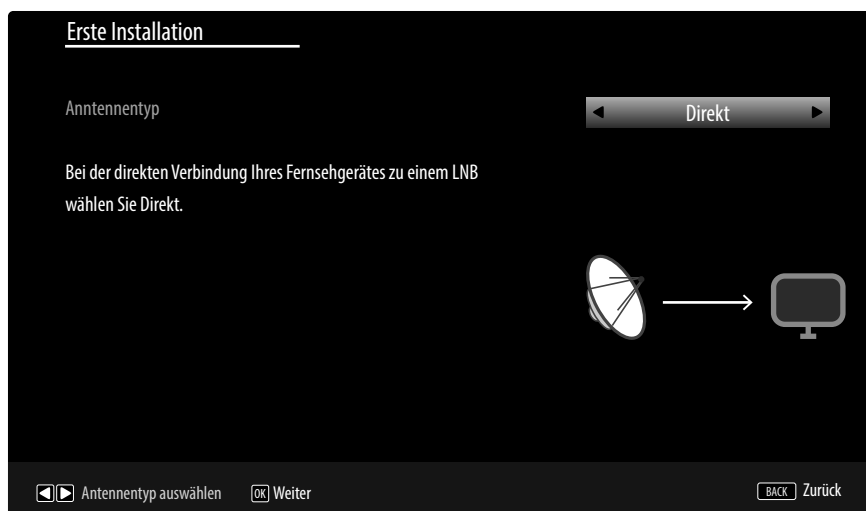 Erste Installation
Anntennentyp
Direkt
Bei der direkten Verbindung Ihres Fernsehgerätes zu einem LNB
wählen Sie Direkt.
Antennentyp auswählen OK Weiter BACK Zurück